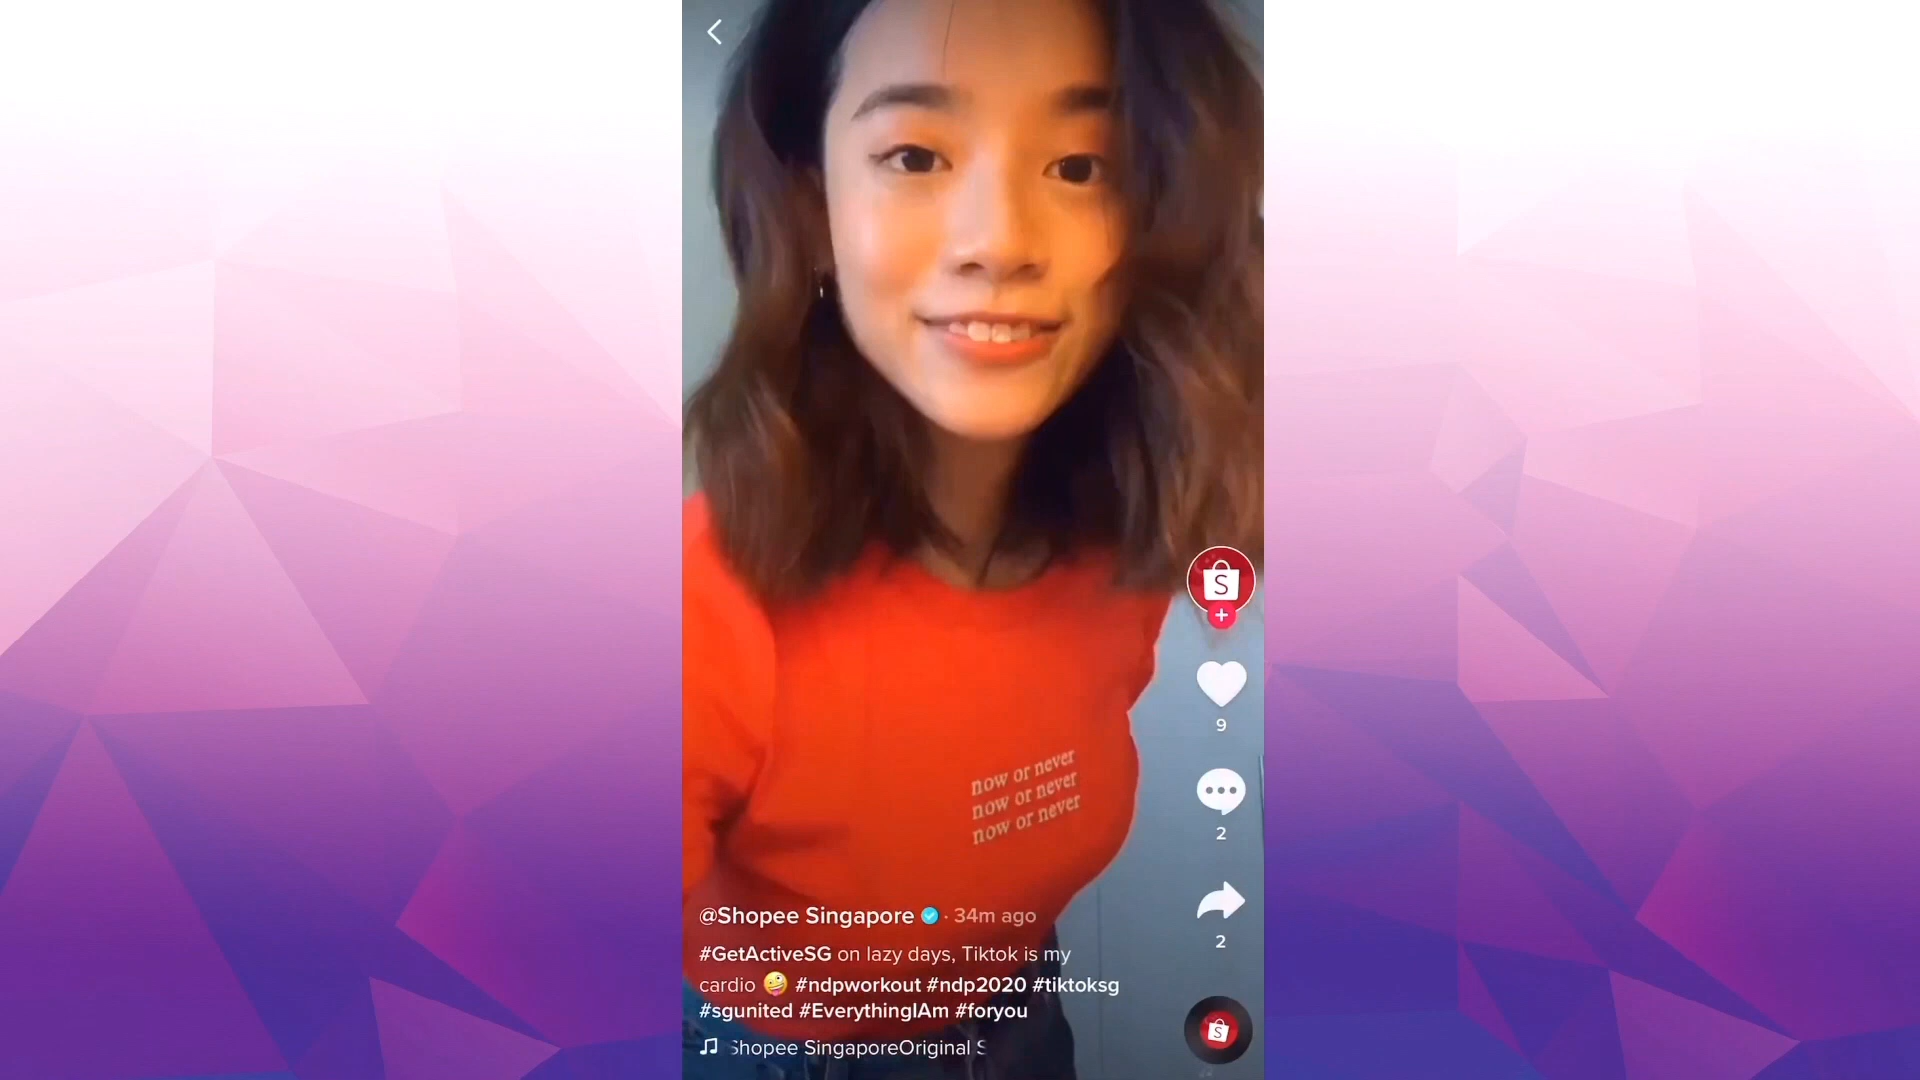 now or never
now or never
now or never
S
9
2
2
@Shopee Singapore · 34m ago
#GetActiveSG on lazy days, Tiktok is my
cardio 🤪 #ndpworkout #ndp2020 #tiktoksg
#sgunited #EverythingIAm #foryou
Shopee SingaporeOriginal S
S